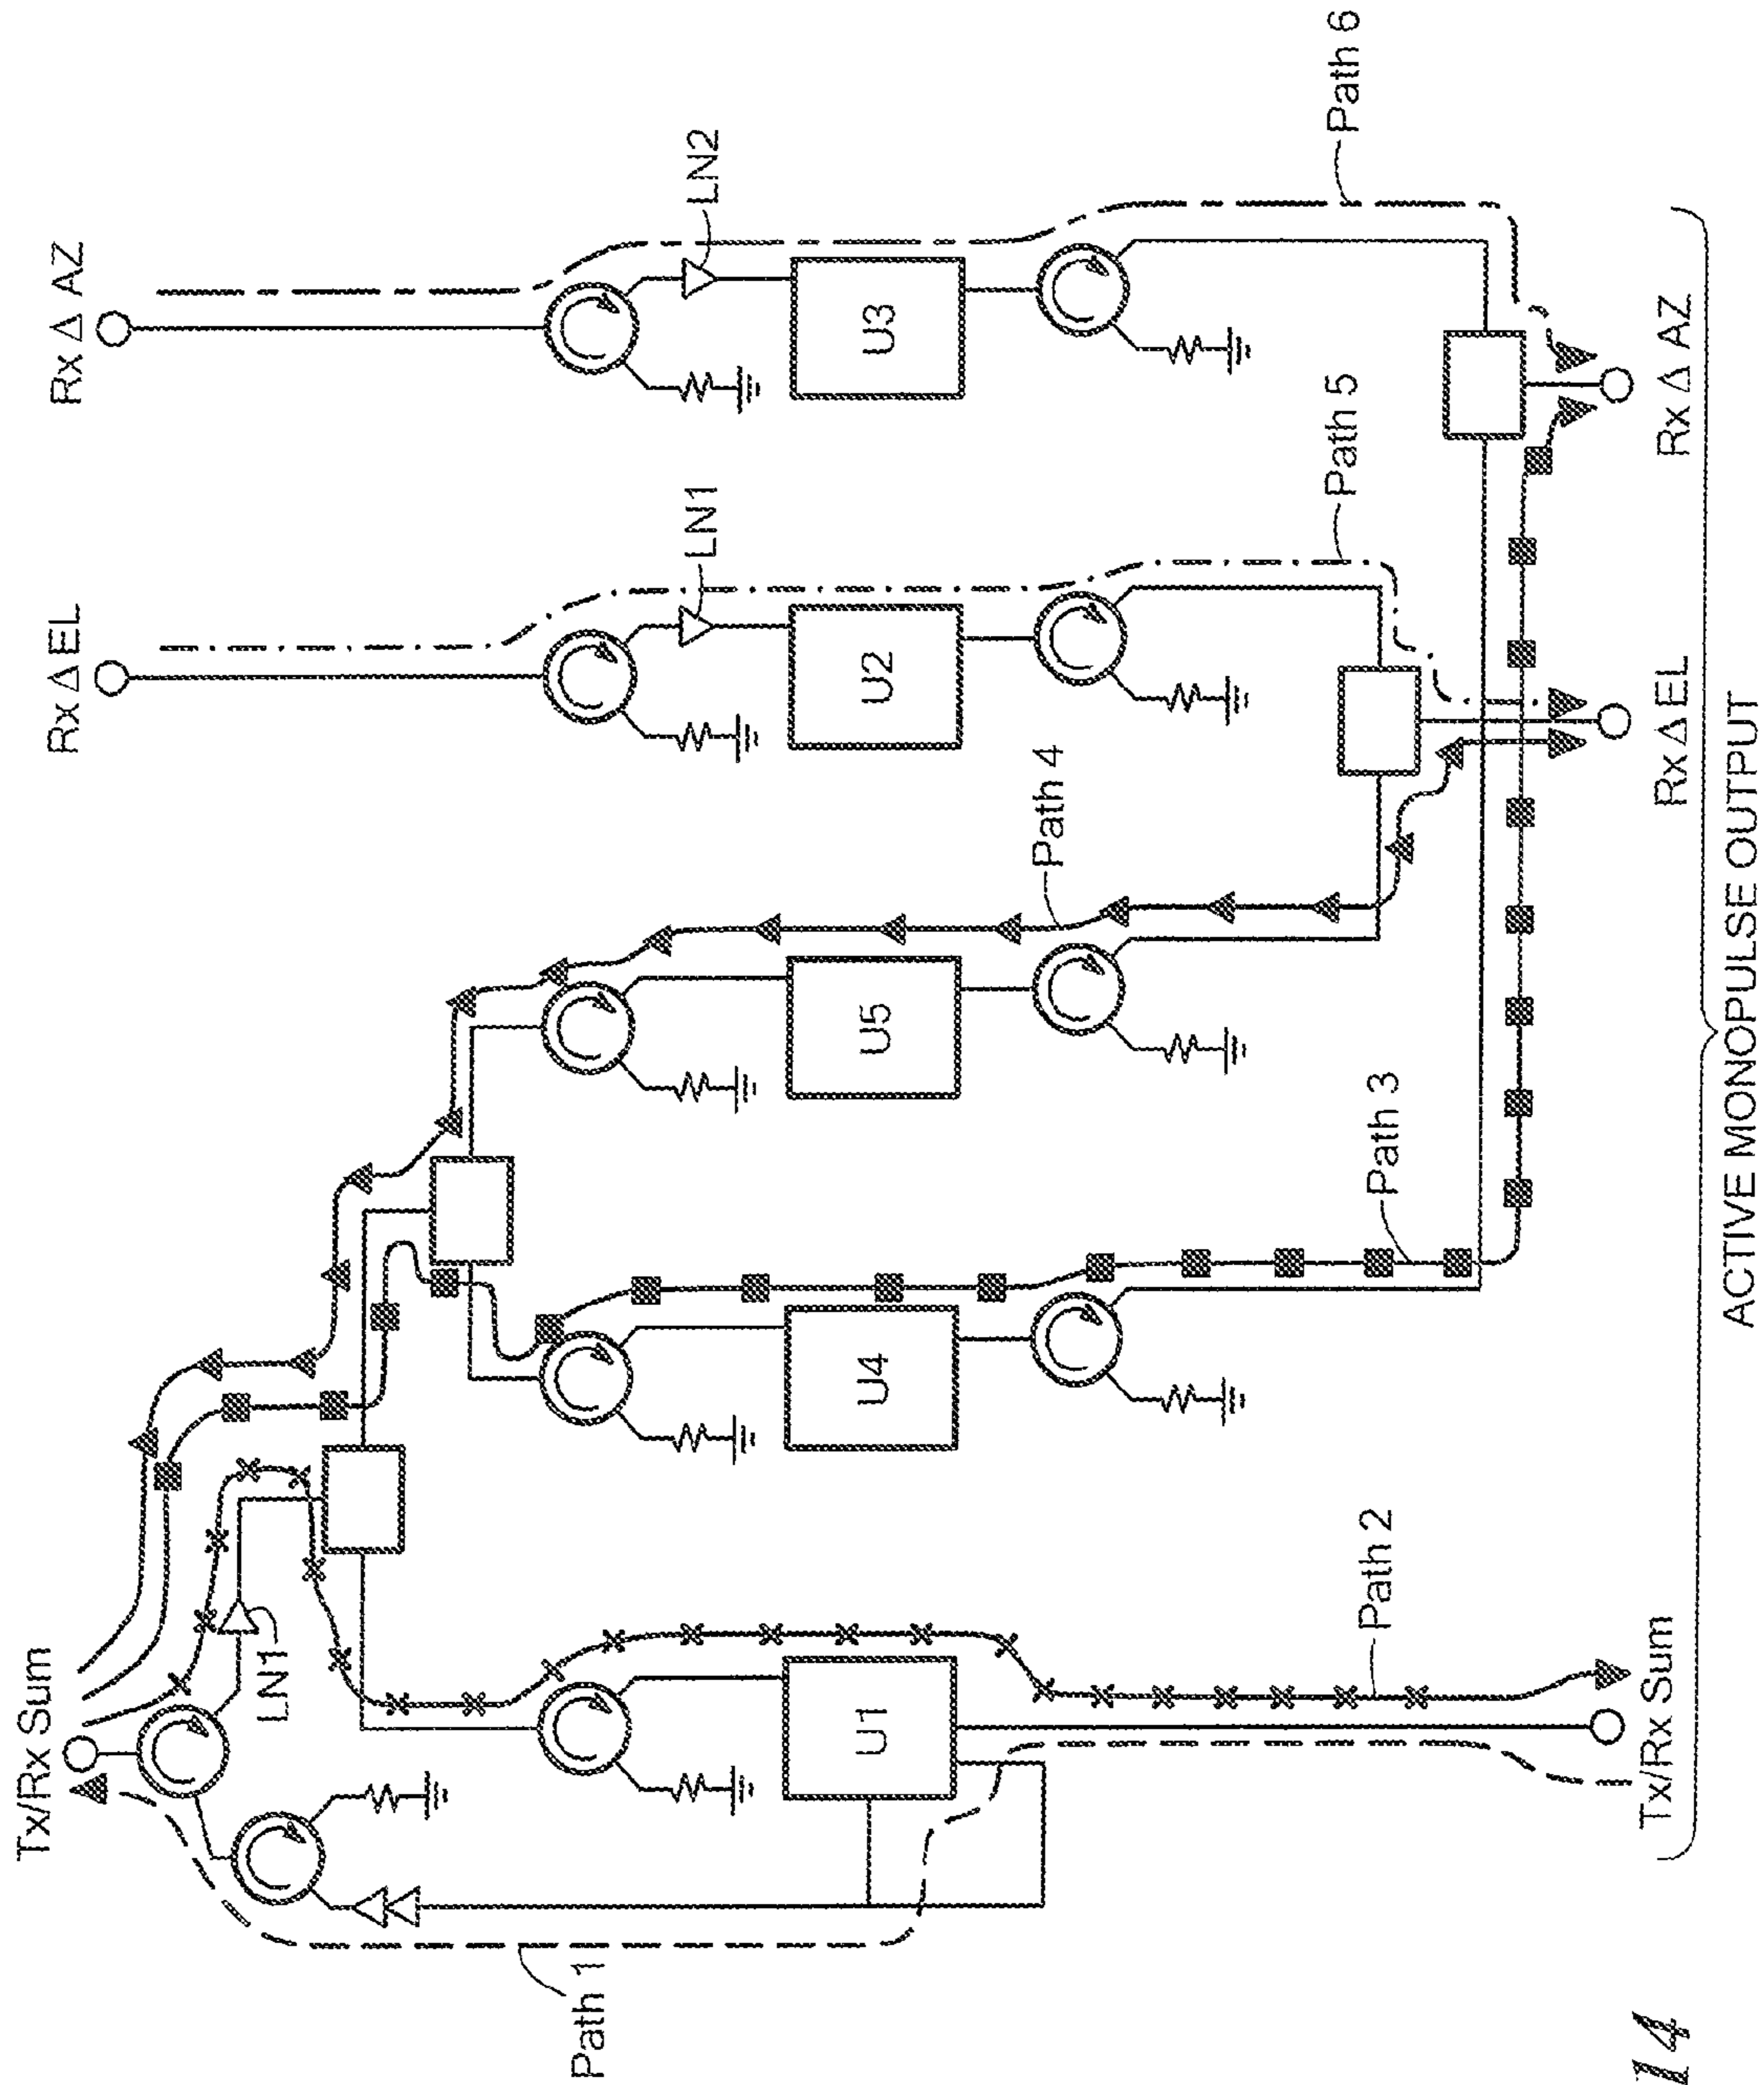 Tx/Rx Sum
Rx Δ EL
Rx Δ AZ
LN1
LN1
LN2
U1
U4
U5
U2
U3
Path 1
Path 2
Path 3
Path 4
Path 5
Path 6
Tx/Rx Sum
Rx Δ EL
Rx Δ AZ
ACTIVE MONOPULSE OUTPUT
14